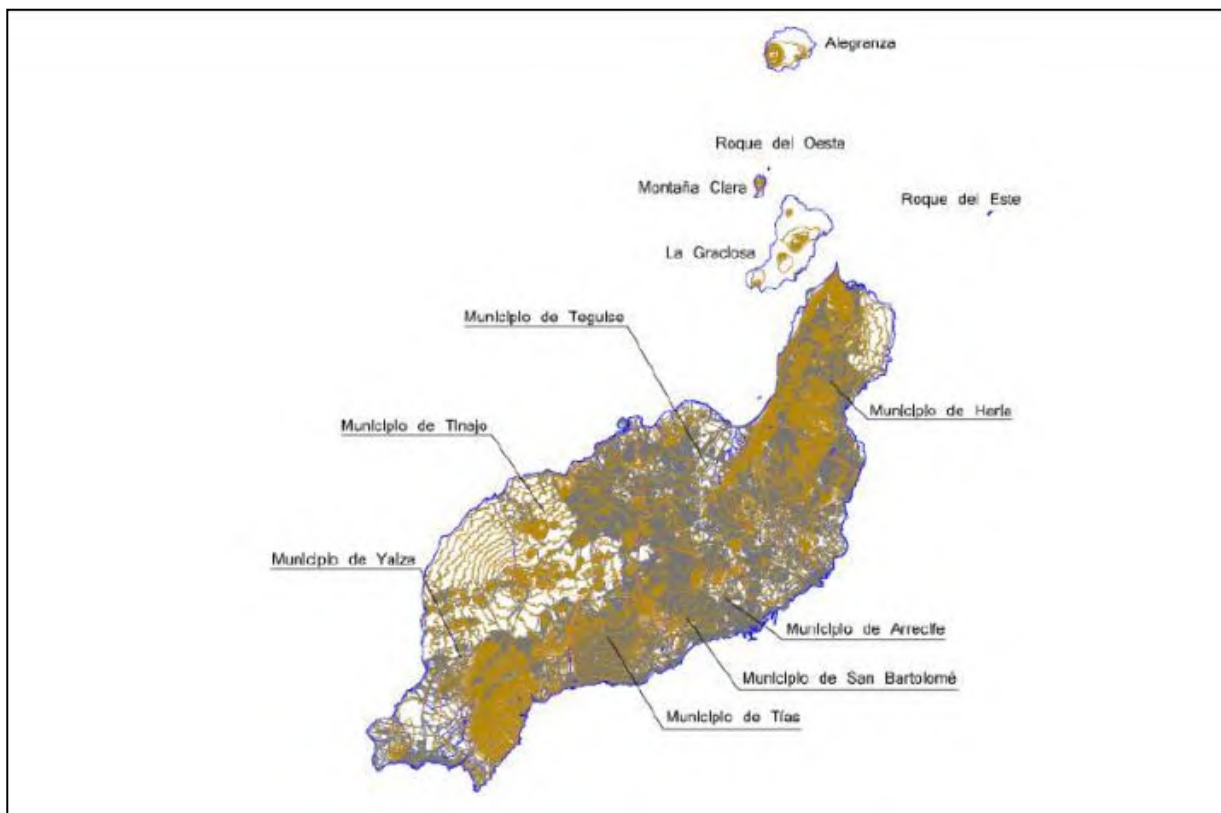 Alegranza
Roque del Oeste
Montaña Clara
Roque del Este
La Graciosa
Municipio de Teguise
Municipio de Haría
Municipio de Tinajo
Municipio de Yaiza
Municipio de Arrecife
Municipio de San Bartolomé
Municipio de Tías